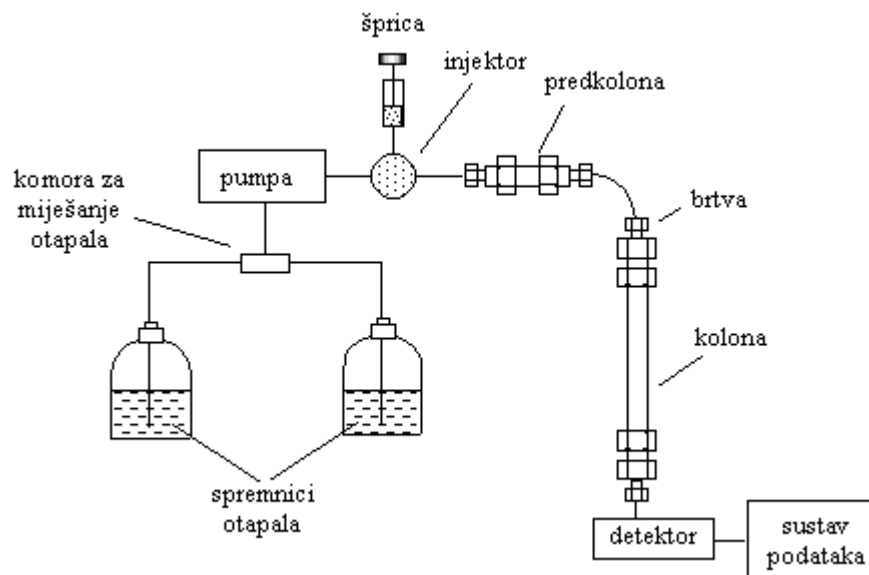 šprica
injektor
predkolona
pumpa
komora za
miješanje
otapala
brtva
kolona
spremnici
otapala
detektor
sustav
podataka